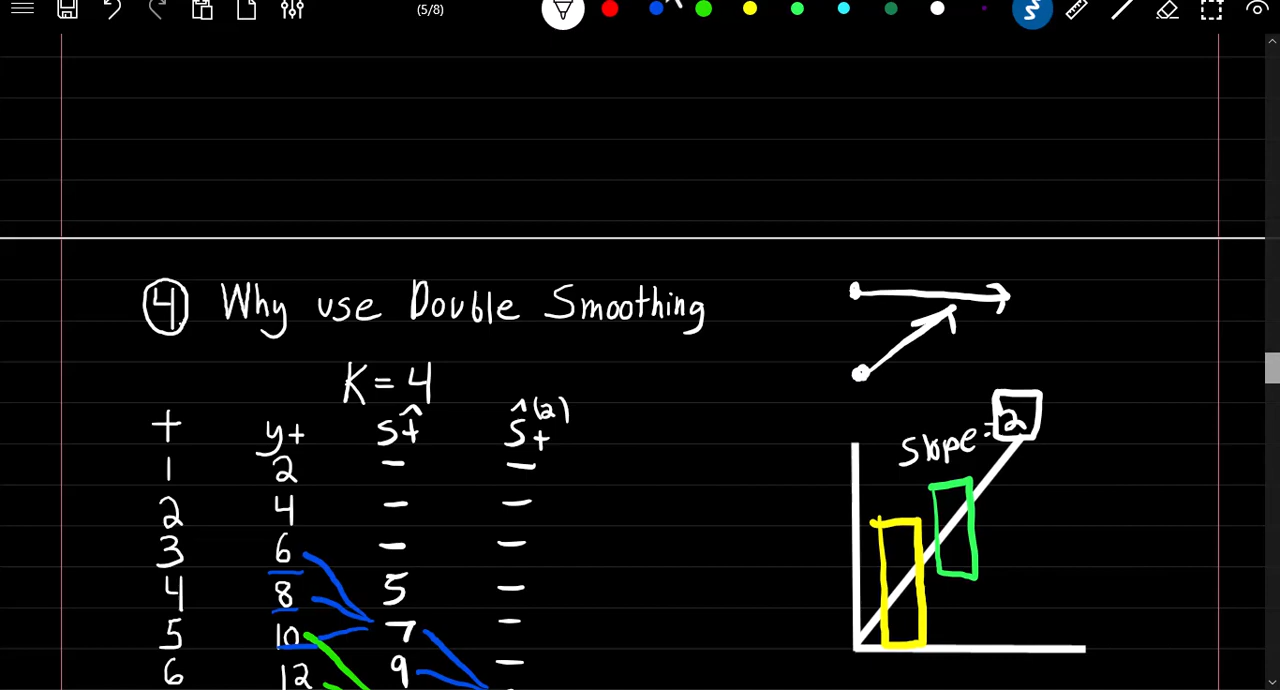 (5/8)
④ Why use Double Smoothing
K = 4
t yt ŝt ŝt(2)
1 2 – –
2 4 – –
3 6 – –
4 8 5 –
5 10 7 –
6 12 9 –
Slope = 2